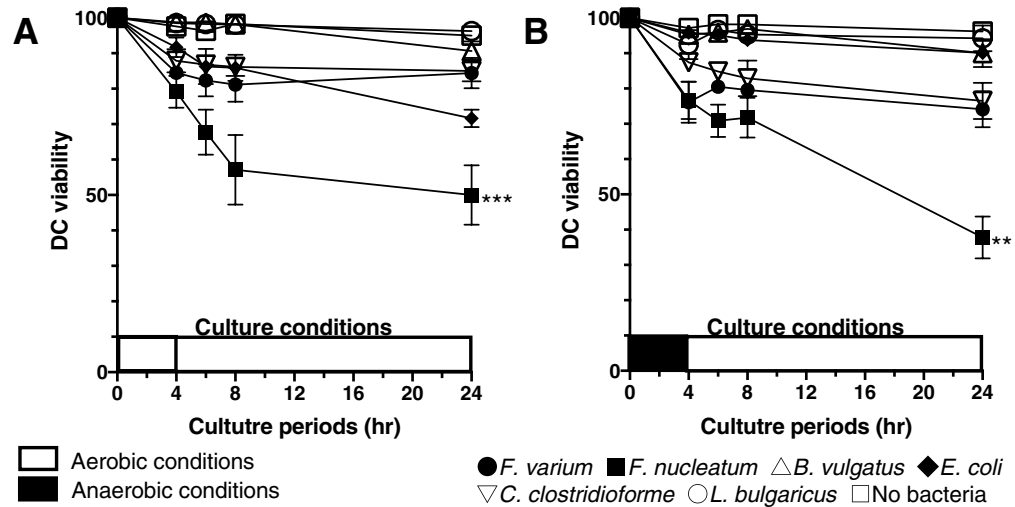 A
B
100
50
0
DC viability
Culture conditions
0 4 8 12 16 20 24
Cultutre periods (hr)
***
100
50
0
DC viability
Culture conditions
0 4 8 12 16 20 24
Cultutre periods (hr)
**
Aerobic conditions
Anaerobic conditions
F. varium F. nucleatum B. vulgatus E. coli
C. clostridioforme L. bulgaricus No bacteria